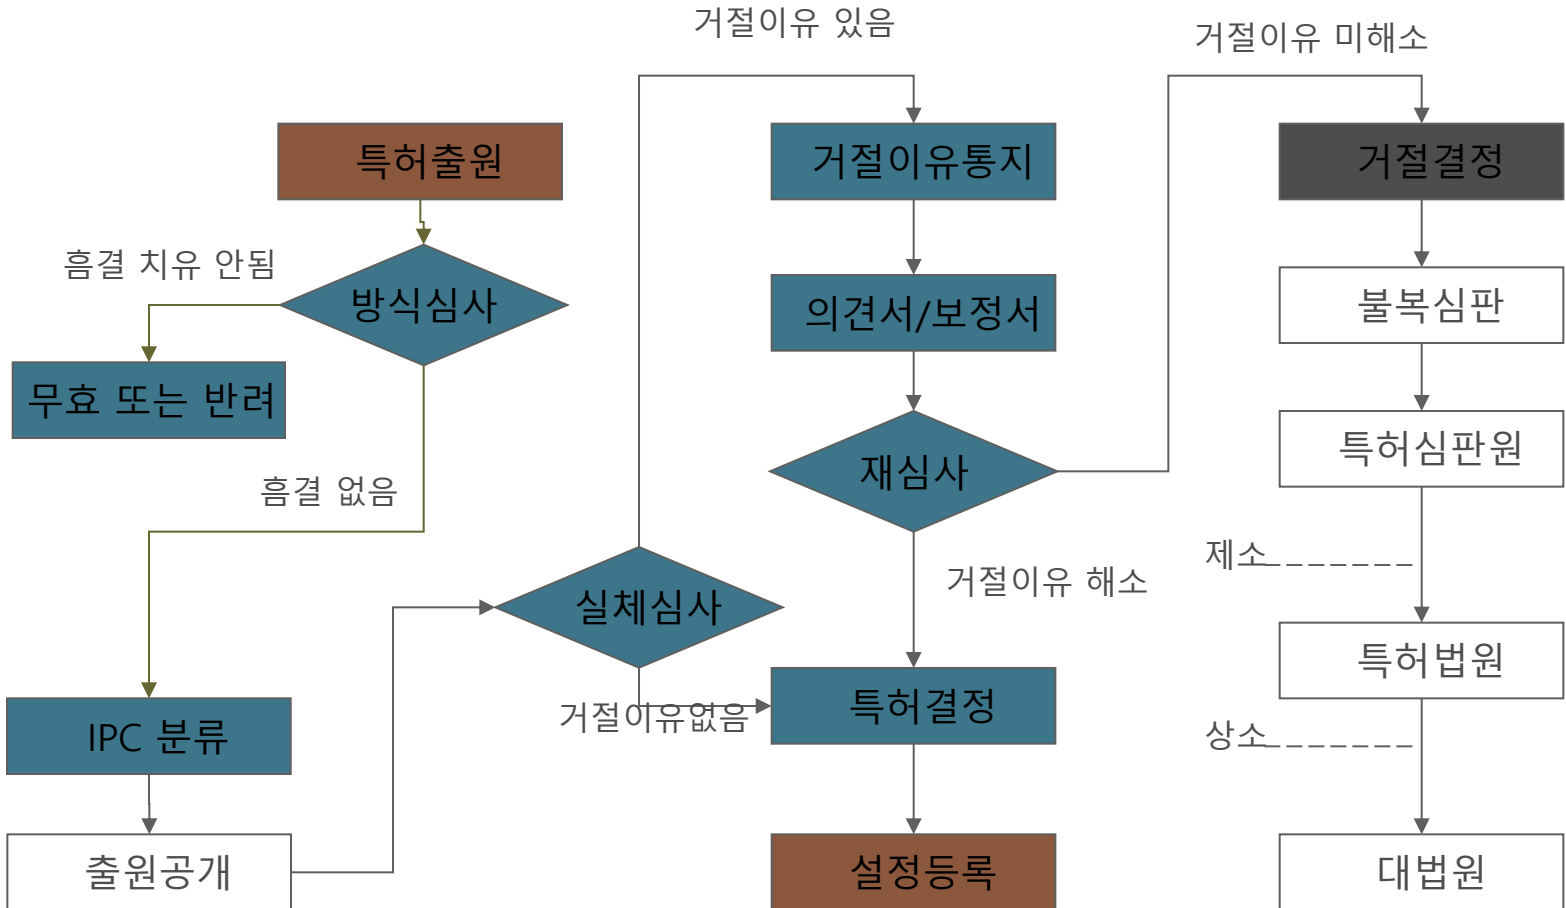 거절이유 있음
거절이유 미해소
특허출원
거절이유통지
거절결정
흠결 치유 안됨
방식심사
의견서/보정서
불복심판
무효 또는 반려
재심사
특허심판원
흠결 없음
제소
거절이유 해소
실체심사
특허법원
거절이유없음
특허결정
IPC 분류
상소
출원공개
설정등록
대법원